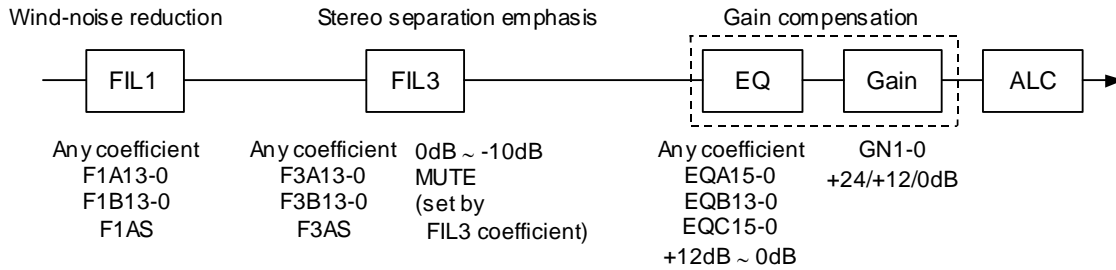 Wind-noise reduction
Stereo separation emphasis
Gain compensation
FIL1
FIL3
EQ
Gain
ALC
Any coefficient
F1A13-0
F1B13-0
F1AS
Any coefficient
F3A13-0
F3B13-0
F3AS
0dB ~ -10dB
MUTE
(set by
FIL3 coefficient)
Any coefficient
EQA15-0
EQB13-0
EQC15-0
+12dB ~ 0dB
GN1-0
+24/+12/0dB